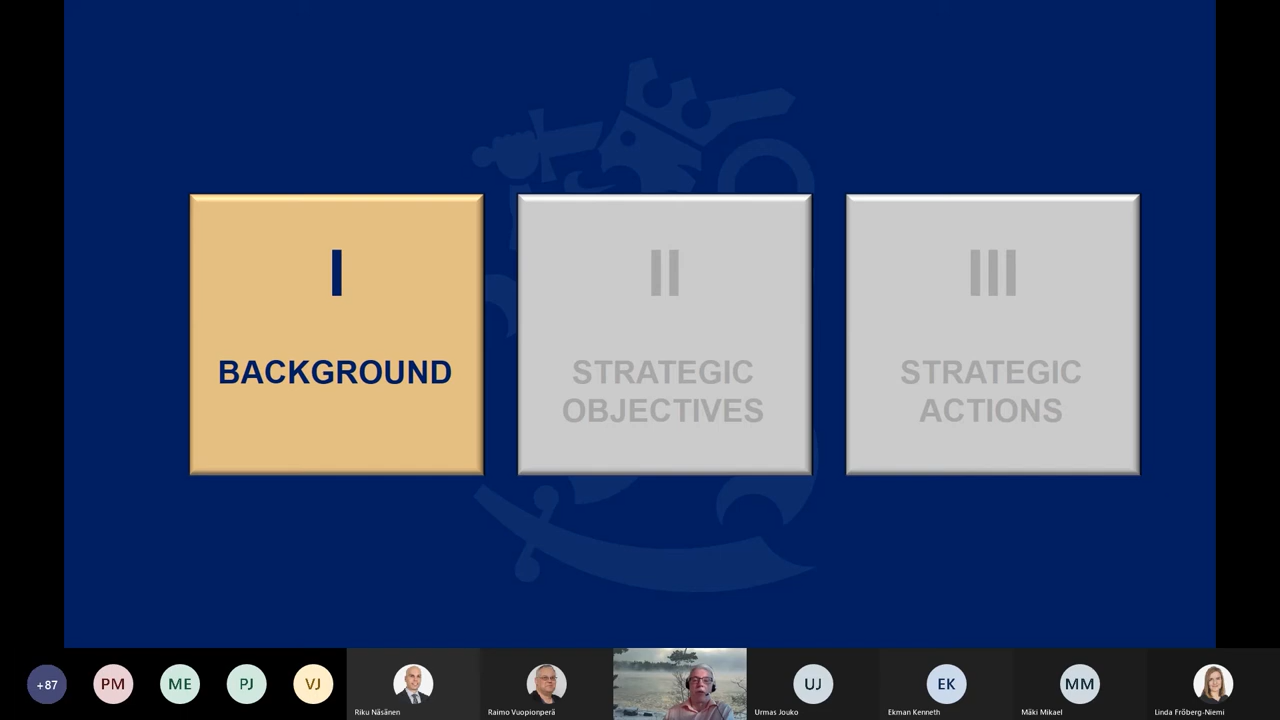 I
BACKGROUND
II
STRATEGIC
OBJECTIVES
III
STRATEGIC
ACTIONS
+87
PM
ME
PJ
VJ
Riku Näsänen
Raimo Vuopionperä
UJ
Urmas Jouko
EK
Ekman Kenneth
MM
Mäki Mikael
Linda Fröberg-Niemi